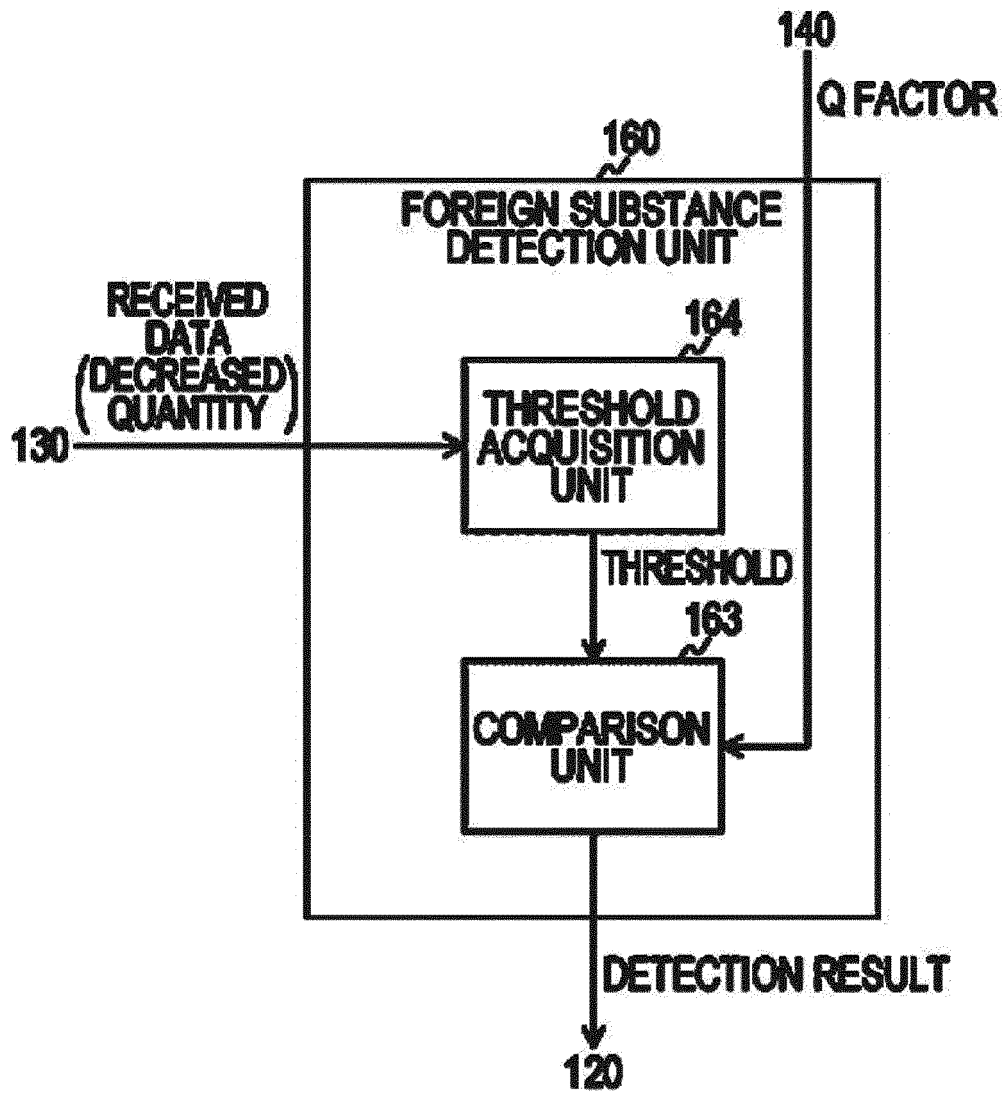 140
Q FACTOR
160
FOREIGN SUBSTANCE
DETECTION UNIT
RECEIVED
DATA
(DECREASED
QUANTITY)
130
164
THRESHOLD
ACQUISITION
UNIT
THRESHOLD
163
COMPARISON
UNIT
DETECTION RESULT
120